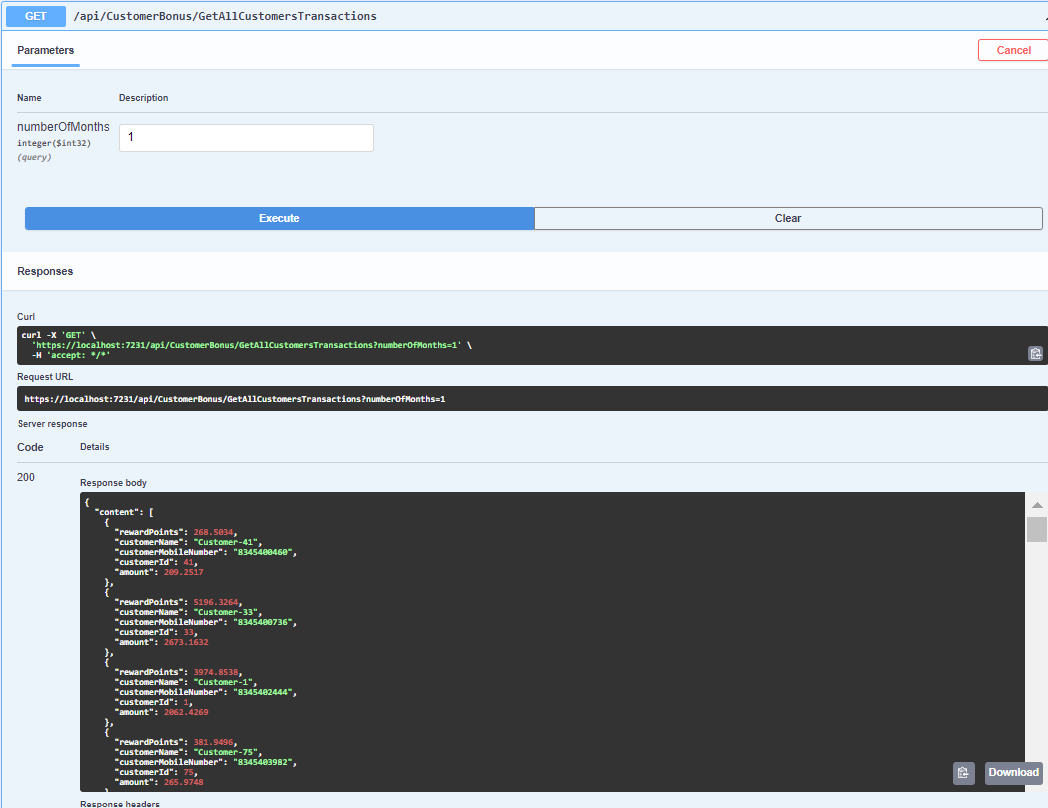 GET /api/CustomerBonus/GetAllCustomersTransactions
Parameters
Cancel
Name Description
numberOfMonths
integer($int32)
(query)
1
Execute Clear
Responses
Curl
curl -X 'GET' \
'https://localhost:7231/api/CustomerBonus/GetAllCustomersTransactions?numberOfMonths=1' \
-H 'accept: */*'
Request URL
https://localhost:7231/api/CustomerBonus/GetAllCustomersTransactions?numberOfMonths=1
Server response
Code Details
200
Response body
{
"content": [
{
"rewardPoints": 268.5034,
"customerName": "Customer-41",
"customerMobileNumber": "8345400460",
"customerId": 41,
"amount": 209.2517
},
{
"rewardPoints": 5196.3264,
"customerName": "Customer-33",
"customerMobileNumber": "8345400736",
"customerId": 33,
"amount": 2673.1632
},
{
"rewardPoints": 3974.8538,
"customerName": "Customer-1",
"customerMobileNumber": "8345402444",
"customerId": 1,
"amount": 2062.4269
},
{
"rewardPoints": 381.9496,
"customerName": "Customer-75",
"customerMobileNumber": "8345403982",
"customerId": 75,
"amount": 265.9748
}
Download
Response headers